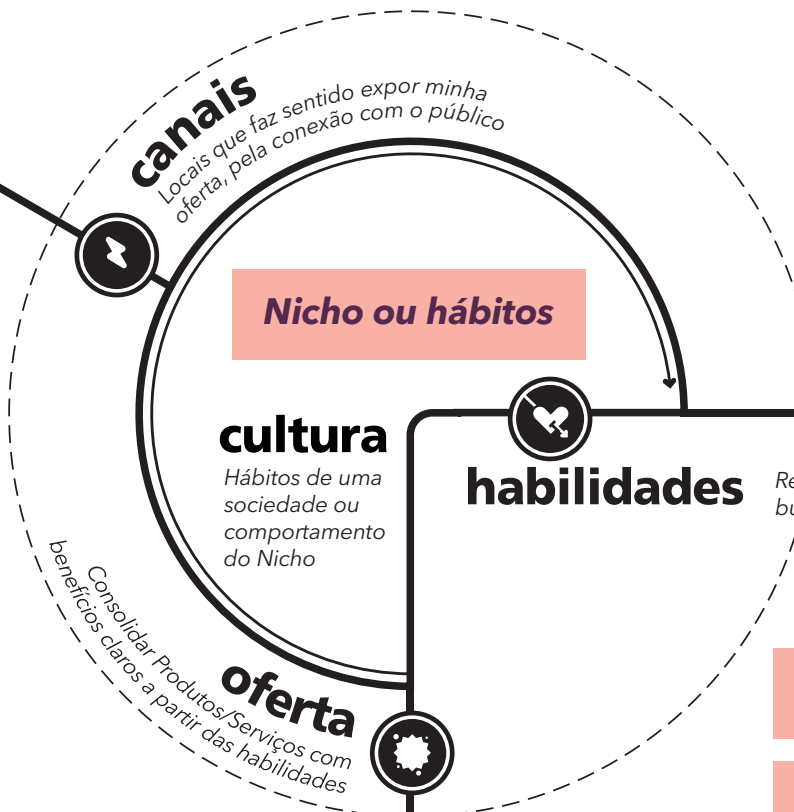 canais
Locais que faz sentido expor minha
oferta, pela conexão com o público
Nicho ou hábitos
cultura
Hábitos de uma
sociedade ou
comportamento
do Nicho
habilidades
oferta
Consolidar Produtos/Serviços com
benefícios claros a partir das habilidades